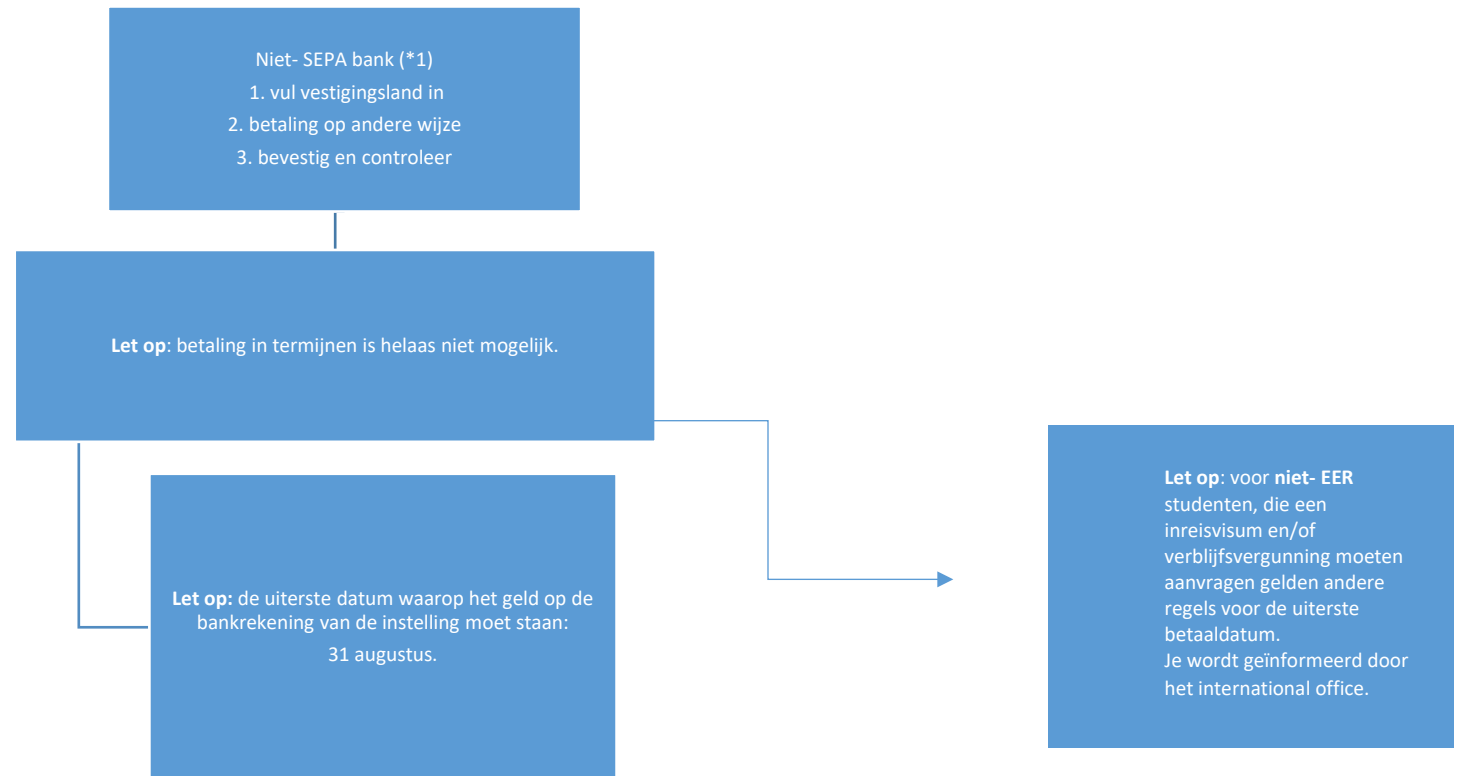 Niet- SEPA bank (*1)
1. vul vestigingsland in
2. betaling op andere wijze
3. bevestig en controleer
Let op: betaling in termijnen is helaas niet mogelijk.
Let op: de uiterste datum waarop het geld op de
bankrekening van de instelling moet staan:
31 augustus.
Let op: voor niet- EER
studenten, die een
inreisvisum en/of
verblijfsvergunning moeten
aanvragen gelden andere
regels voor de uiterste
betaaldatum.
Je wordt geïnformeerd door
het international office.